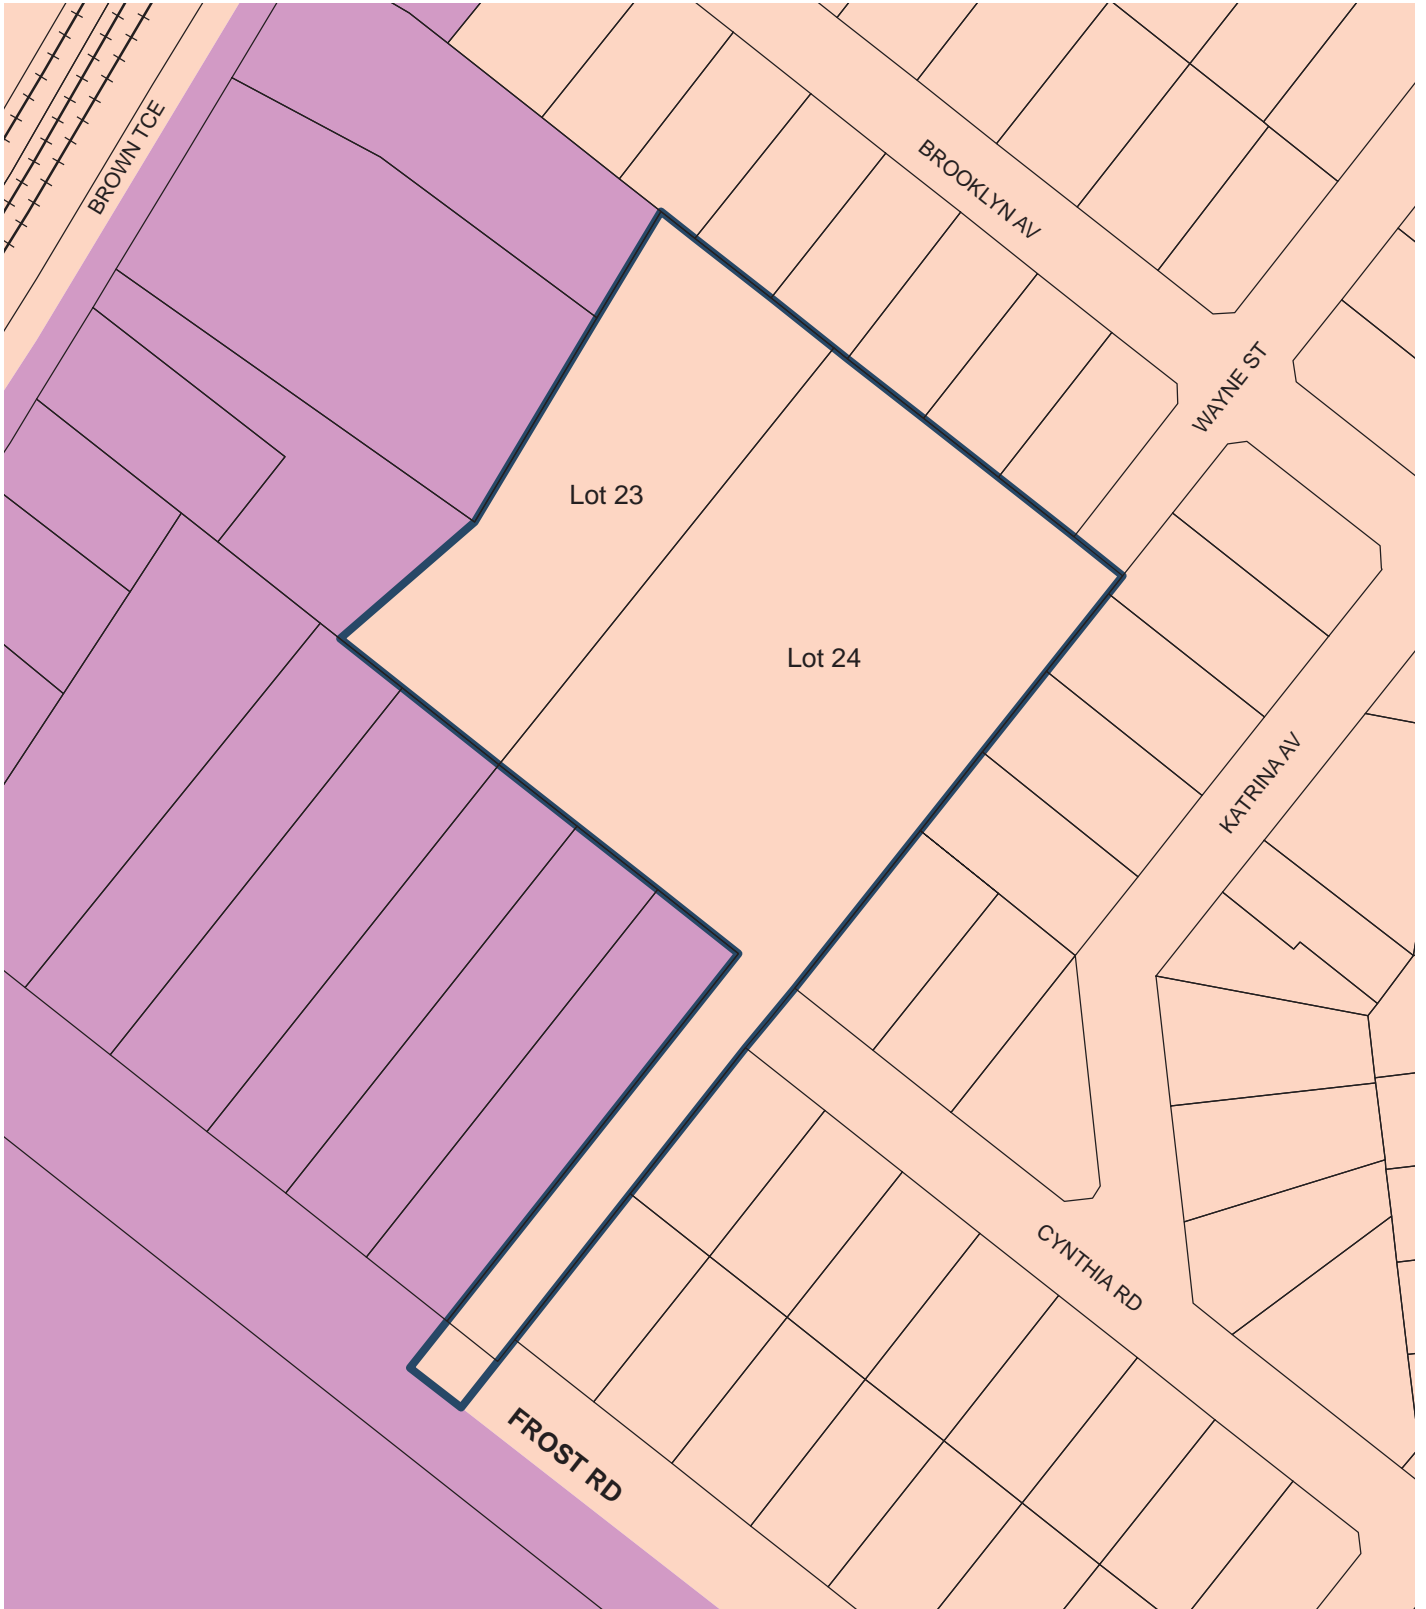 BROWN TCE
BROOKLYN AV
WAYNE ST
Lot 23
Lot 24
KATRINA AV
CYNTHIA RD
FROST RD